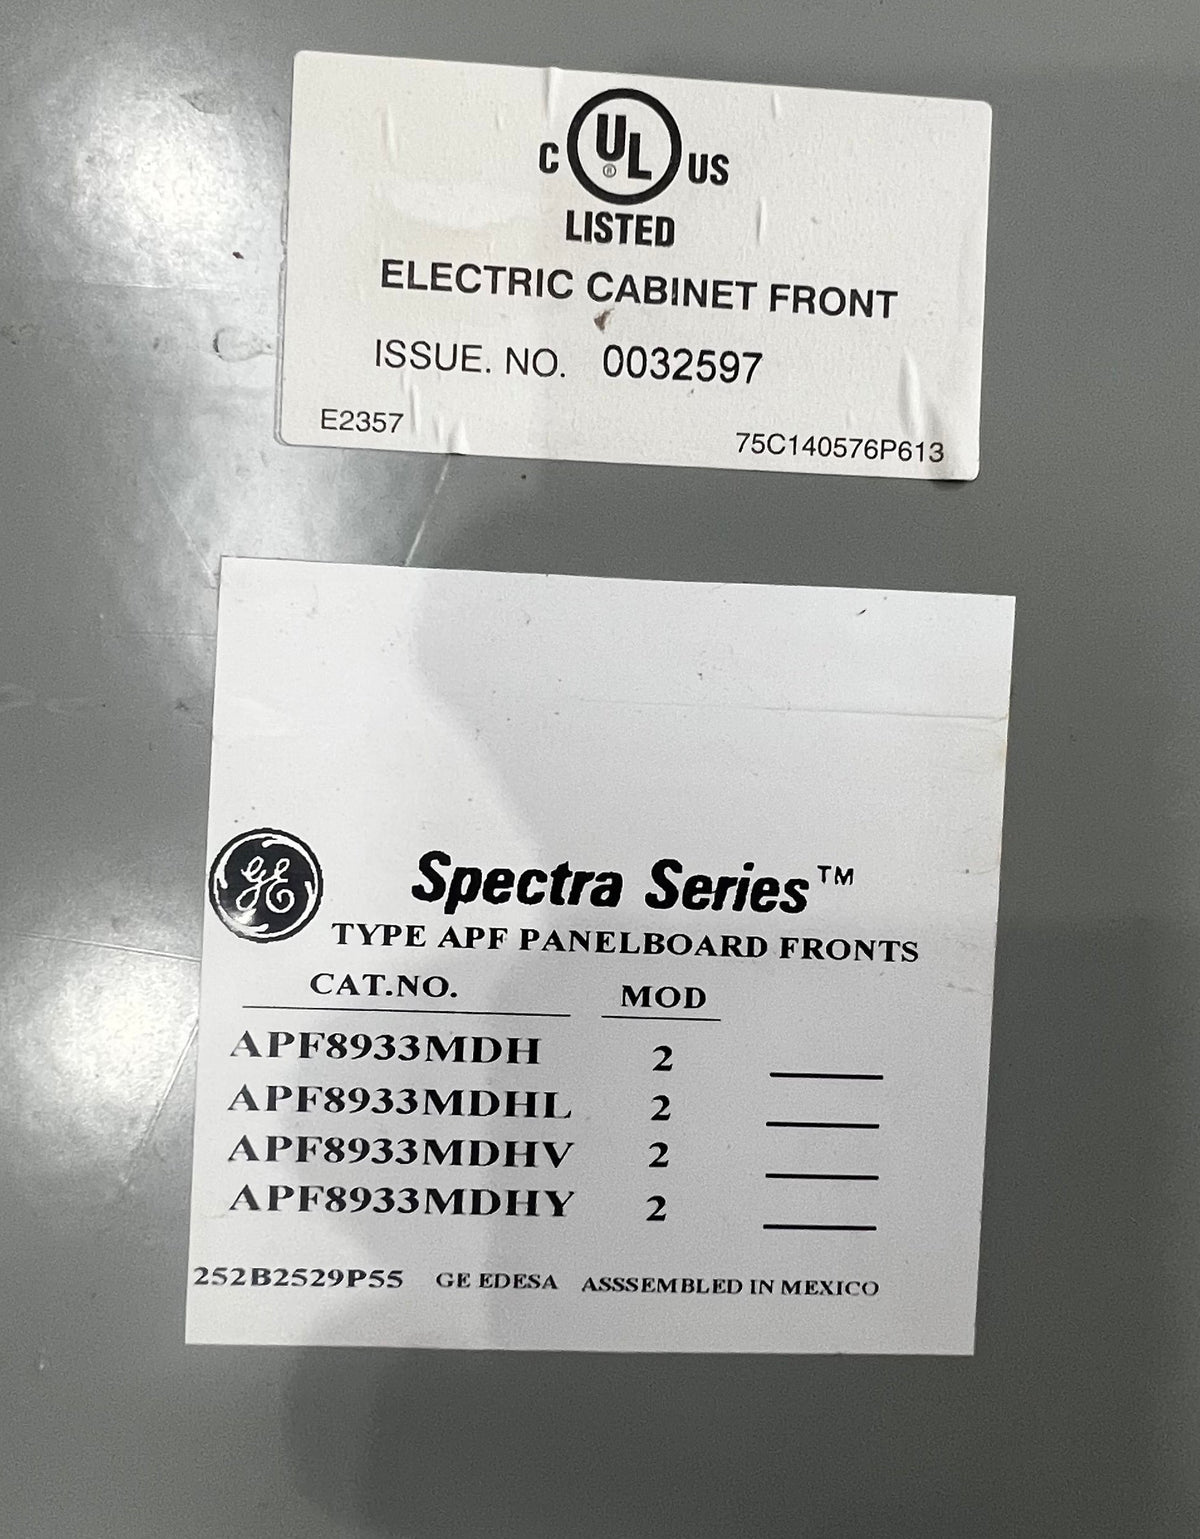 C UL® US
LISTED
ELECTRIC CABINET FRONT
ISSUE. NO. 0032597
E2357 75C140576P613
GE Spectra Series™
TYPE APF PANELBOARD FRONTS
CAT.NO. MOD
APF8933MDH 2
APF8933MDHL 2
APF8933MDHV 2
APF8933MDHY 2
252B2529P55 GE EDESA ASSSEMBLED IN MEXICO